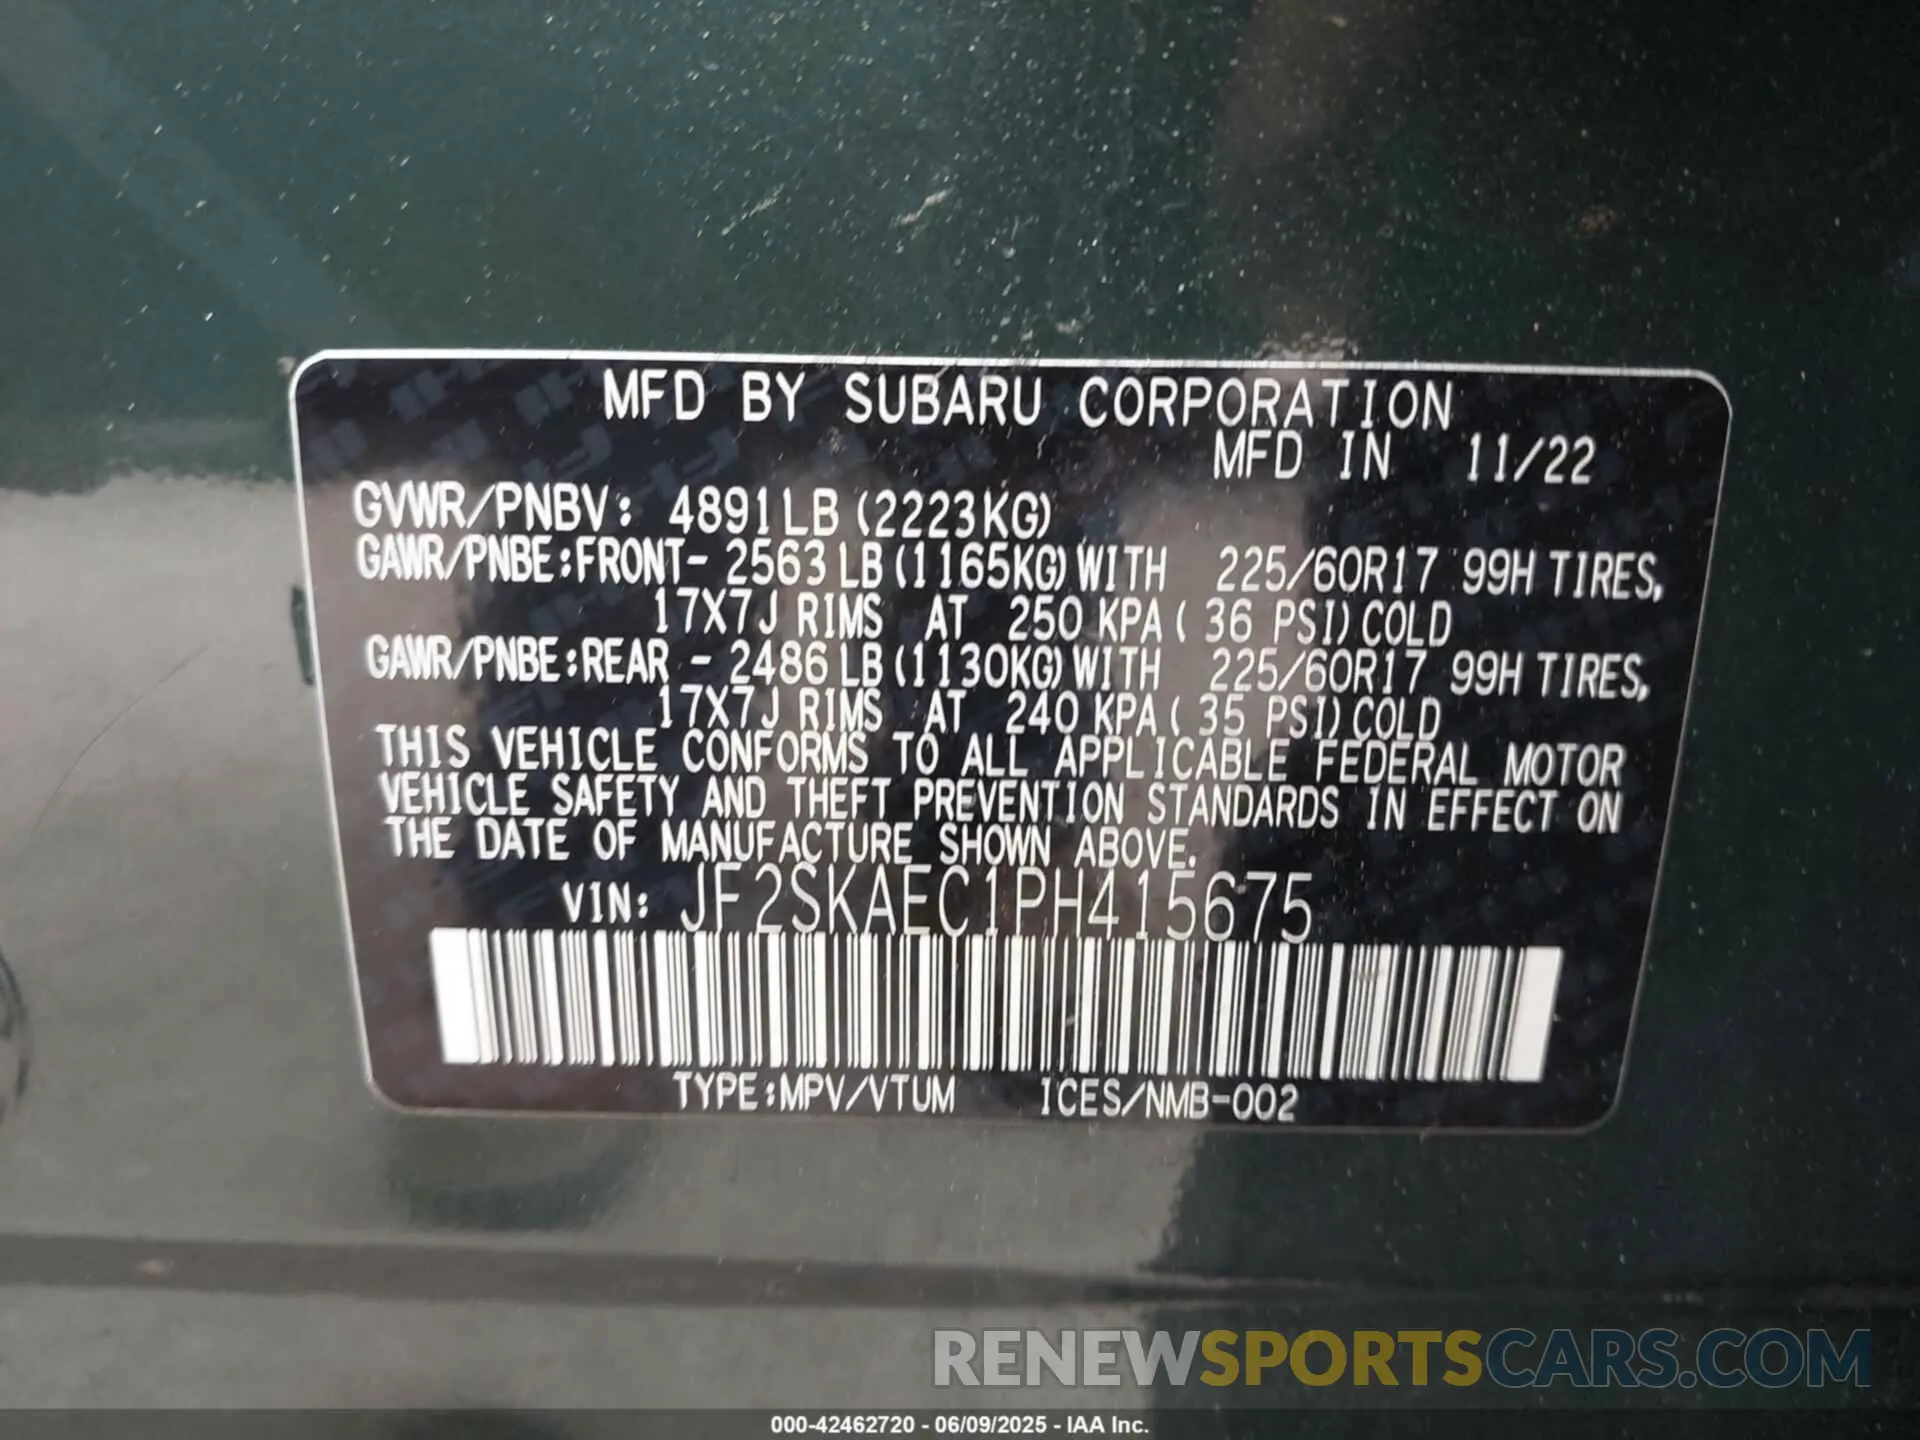 MFD BY SUBARU CORPORATION
MFD IN 11/22
GVWR/PNBV: 4891LB (2223KG)
GAWR/PNBE:FRONT- 2563LB (1165KG)WITH 225/60R17 99H TIRES,
17X7J RIMS AT 250 KPA( 36 PSI)COLD
GAWR/PNBE:REAR - 2486LB (1130KG)WITH 225/60R17 99H TIRES,
17X7J RIMS AT 240 KPA( 35 PSI)COLD
THIS VEHICLE CONFORMS TO ALL APPLICABLE FEDERAL MOTOR
VEHICLE SAFETY AND THEFT PREVENTION STANDARDS IN EFFECT ON
THE DATE OF MANUFACTURE SHOWN ABOVE.
VIN: JF2SKAEC1PH415675
TYPE:MPV/VTUM ICES/NMB-002
RENEWSPORTSCARS.COM
000-42462720 - 06/09/2025 - IAA Inc.